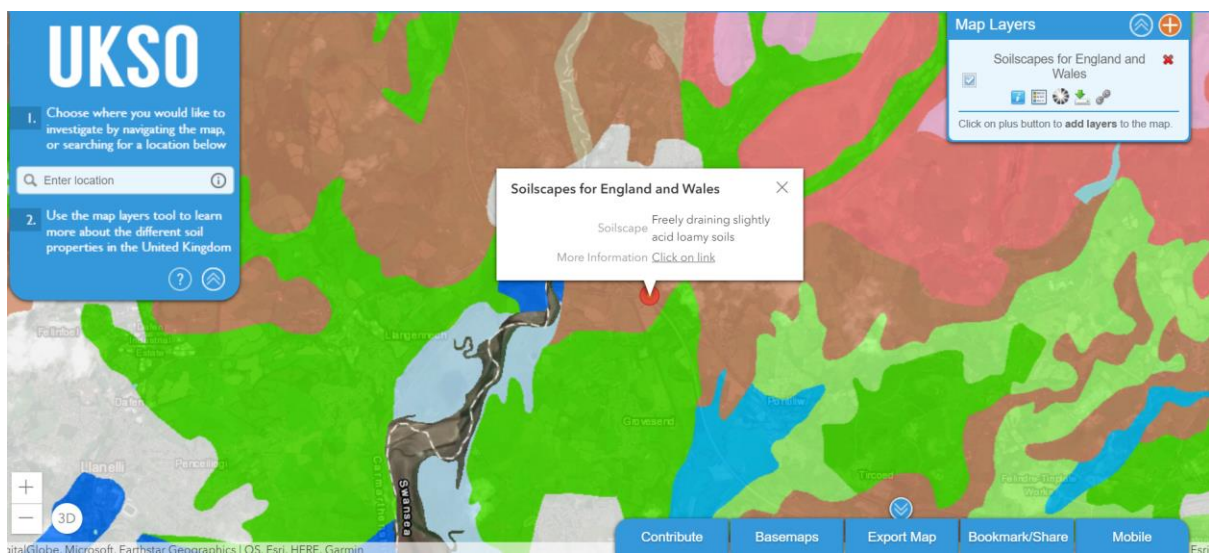 UKSO
1. Choose where you would like to
investigate by navigating the map,
or searching for a location below
Enter location
2. Use the map layers tool to learn
more about the different soil
properties in the United Kingdom
?
Map Layers
Soilscapes for England and
Wales
Click on plus button to add layers to the map.
Soilscapes for England and Wales
Soilscape Freely draining slightly
acid loamy soils
More Information Click on link
Llangennech
Dafen
Grovesend
Llanelli
Tircoed
Swansea
+
−
3D
Contribute
Basemaps
Export Map
Bookmark/Share
Mobile
italGlobe, Microsoft, Earthstar Geographics | OS, Esri, HERE, Garmin
Esri